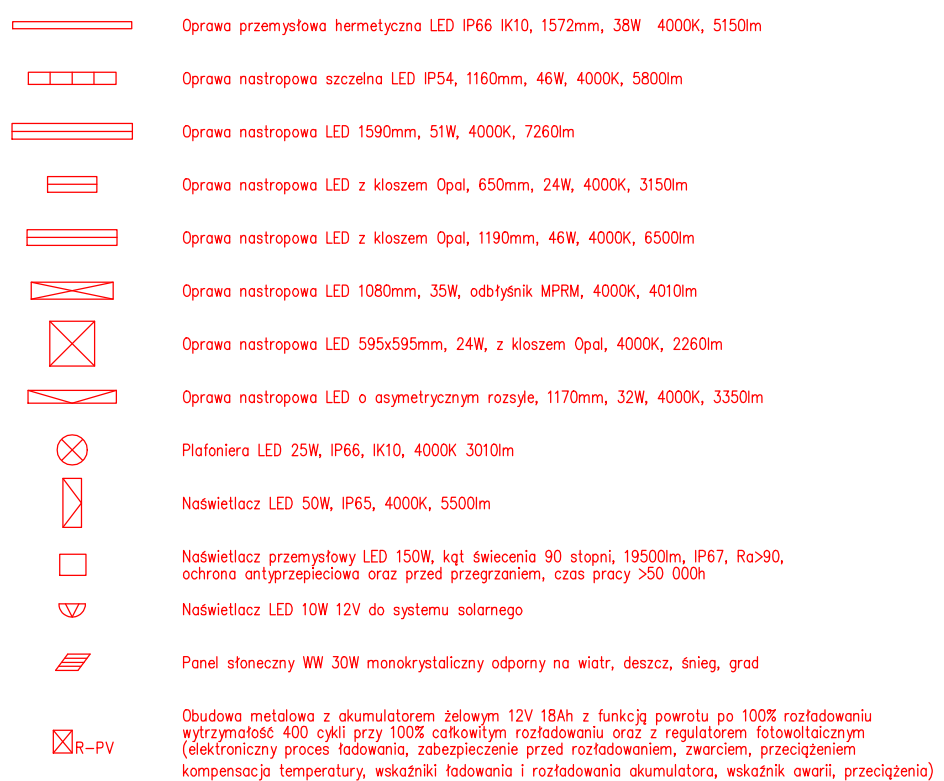 Oprawa przemysłowa hermetyczna LED IP66 IK10, 1572mm, 38W 4000K, 5150lm
Oprawa nastropowa szczelna LED IP54, 1160mm, 46W, 4000K, 5800lm
Oprawa nastropowa LED 1590mm, 51W, 4000K, 7260lm
Oprawa nastropowa LED z kloszem Opal, 650mm, 24W, 4000K, 3150lm
Oprawa nastropowa LED z kloszem Opal, 1190mm, 46W, 4000K, 6500lm
Oprawa nastropowa LED 1080mm, 35W, odbłyśnik MPRM, 4000K, 4010lm
Oprawa nastropowa LED 595x595mm, 24W, z kloszem Opal, 4000K, 2260lm
Oprawa nastropowa LED o asymetrycznym rozsyle, 1170mm, 32W, 4000K, 3350lm
Plafoniera LED 25W, IP66, IK10, 4000K 3010lm
Naświetlacz LED 50W, IP65, 4000K, 5500lm
Naświetlacz przemysłowy LED 150W, kąt świecenia 90 stopni, 19500lm, IP67, Ra>90,
ochrona antyprzepieciowa oraz przed przegrzaniem, czas pracy >50 000h
Naświetlacz LED 10W 12V do systemu solarnego
Panel słoneczny WW 30W monokrystaliczny odporny na wiatr, deszcz, śnieg, grad
Obudowa metalowa z akumulatorem żelowym 12V 18Ah z funkcją powrotu po 100% rozładowaniu
wytrzymałość 400 cykli przy 100% całkowitym rozładowaniu oraz z regulatorem fotowoltaicznym
R-PV (elektroniczny proces ładowania, zabezpieczenie przed rozładowaniem, zwarciem, przeciążeniem
kompensacja temperatury, wskaźniki ładowania i rozładowania akumulatora, wskaźnik awarii, przeciążenia)